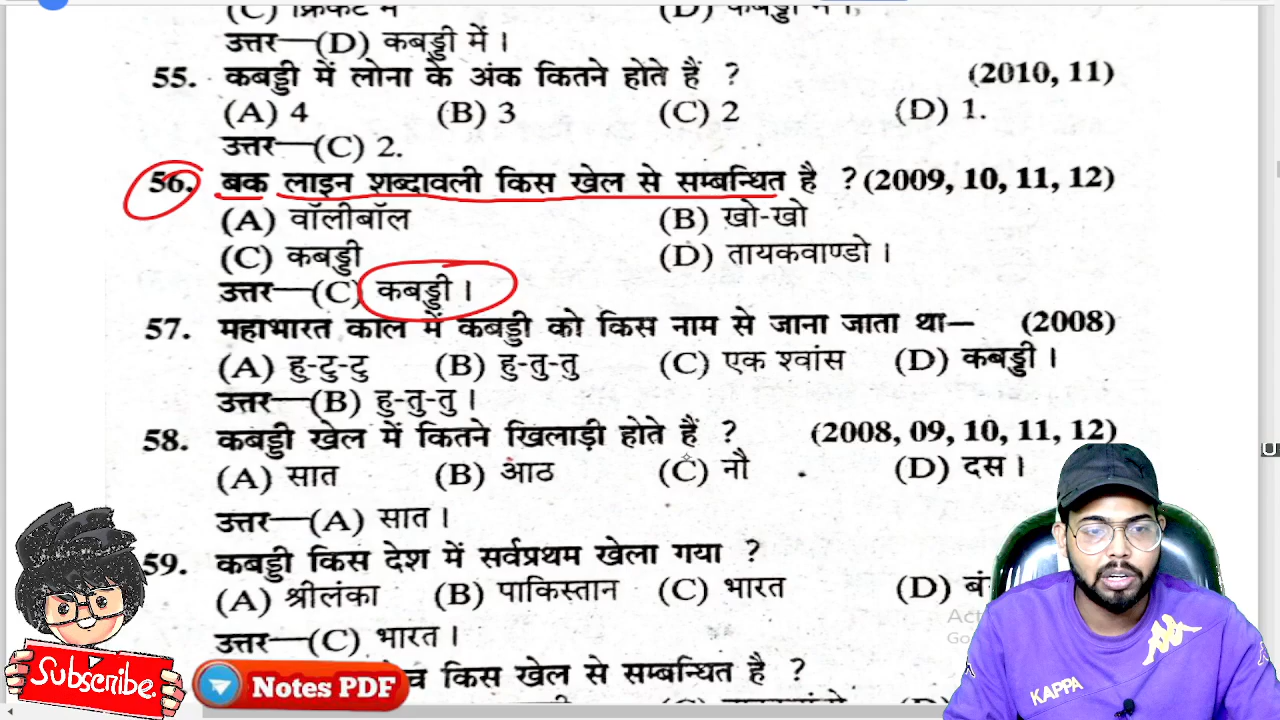 (C) क्रिकेट में (D) कबड्डी में।
उत्तर—(D) कबड्डी में।
55. कबड्डी में लोना के अंक कितने होते हैं ? (2010, 11)
(A) 4 (B) 3 (C) 2 (D) 1.
उत्तर—(C) 2.
56. बक लाइन शब्दावली किस खेल से सम्बन्धित है ? (2009, 10, 11, 12)
(A) वॉलीबॉल (B) खो-खो
(C) कबड्डी (D) तायकवाण्डो।
उत्तर—(C) कबड्डी।
57. महाभारत काल में कबड्डी को किस नाम से जाना जाता था— (2008)
(A) हु-टु-टु (B) हु-तु-तु (C) एक श्वांस (D) कबड्डी।
उत्तर—(B) हु-तु-तु।
58. कबड्डी खेल में कितने खिलाड़ी होते हैं ? (2008, 09, 10, 11, 12)
(A) सात (B) आठ (C) नौ (D) दस।
उत्तर—(A) सात।
59. कबड्डी किस देश में सर्वप्रथम खेला गया ?
(A) श्रीलंका (B) पाकिस्तान (C) भारत (D)
उत्तर—(C) भारत।
किस खेल से सम्बन्धित है ?
Subscribe.
Notes PDF
KAPPA